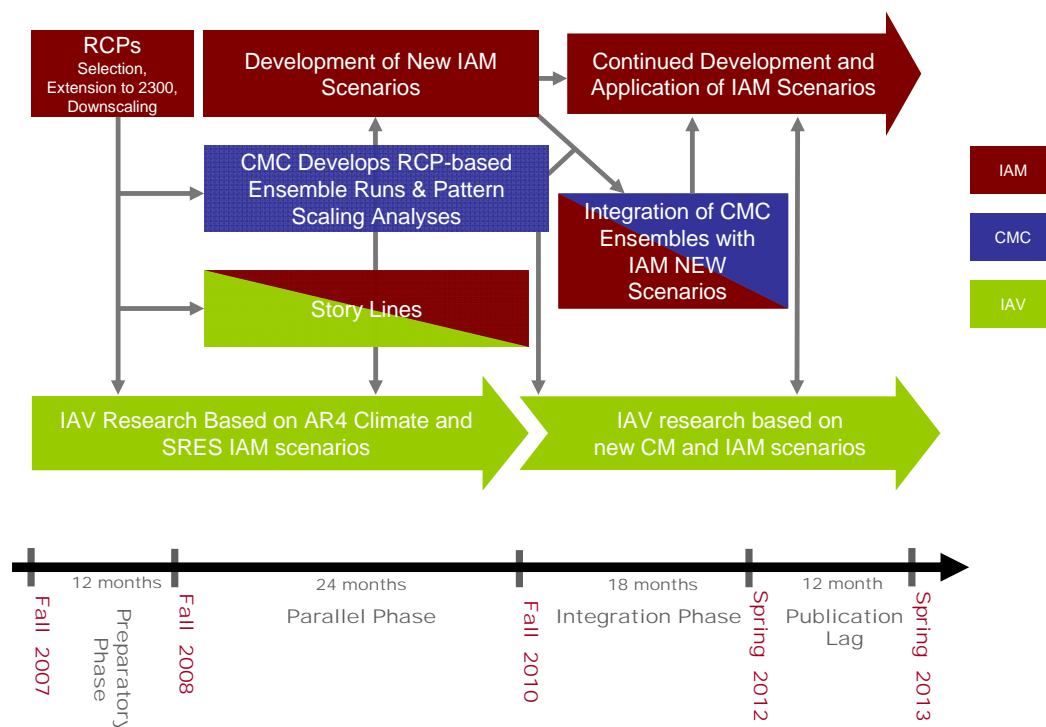 RCPs
Selection,
Extension to 2300,
Downscaling
Development of New IAM
Scenarios
Continued Development and
Application of IAM Scenarios
CMC Develops RCP-based
Ensemble Runs & Pattern
Scaling Analyses
Integration of CMC
Ensembles with
IAM NEW
Scenarios
Story Lines
IAM
CMC
IAV
IAV Research Based on AR4 Climate and
SRES IAM scenarios
IAV research based on
new CM and IAM scenarios
12 months
24 months
18 months
12 month
Preparatory
Phase
Parallel Phase
Integration Phase
Publication
Lag
Fall 2007
Fall 2008
Fall 2010
Spring 2012
Spring 2013